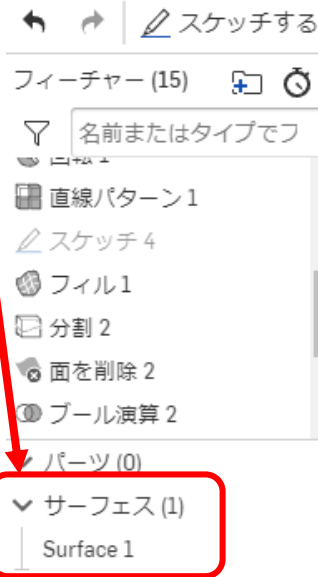 スケッチする
フィーチャー (15)
名前またはタイプでフ
直線パターン 1
スケッチ 4
フィル 1
分割 2
面を削除 2
ブール演算 2
パーツ (0)
サーフェス (1)
Surface 1